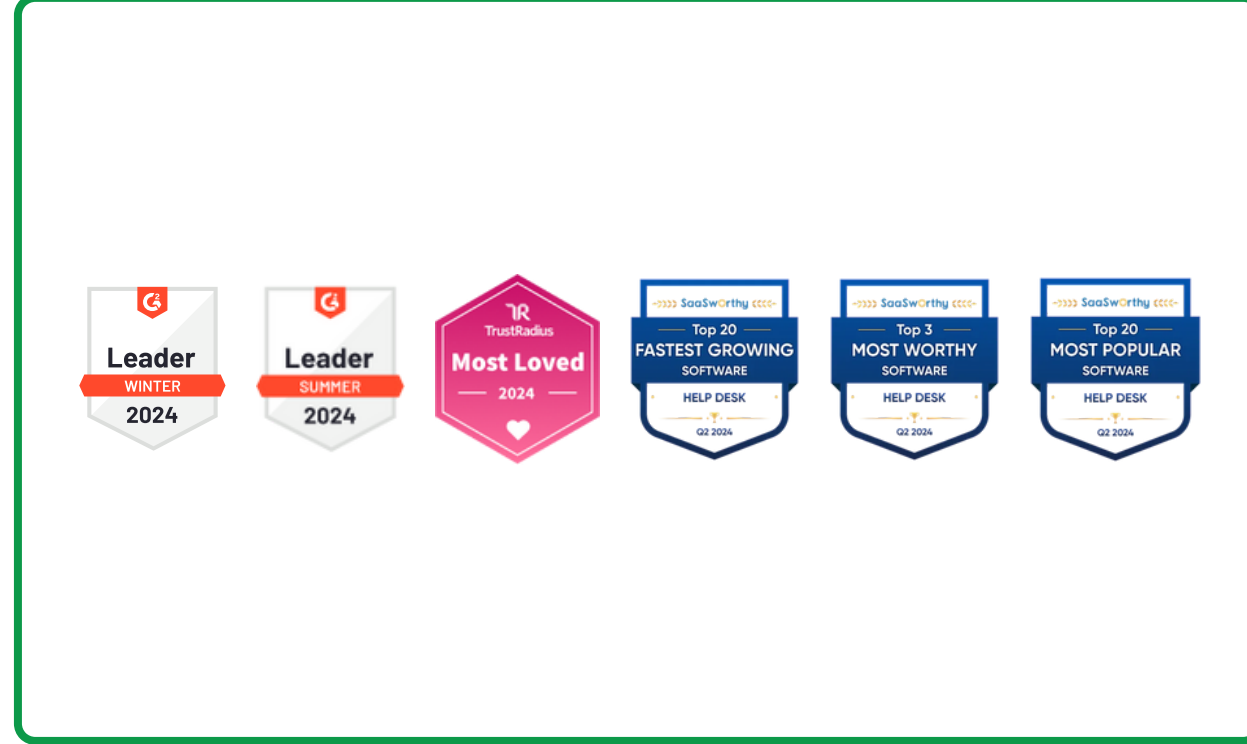 G2
Leader
WINTER
2024
G2
Leader
SUMMER
2024
TR
TrustRadius
Most Loved
2024
SaaSworthy
Top 20
FASTEST GROWING
SOFTWARE
HELP DESK
Q2 2024
SaaSworthy
Top 3
MOST WORTHY
SOFTWARE
HELP DESK
Q2 2024
SaaSworthy
Top 20
MOST POPULAR
SOFTWARE
HELP DESK
Q2 2024